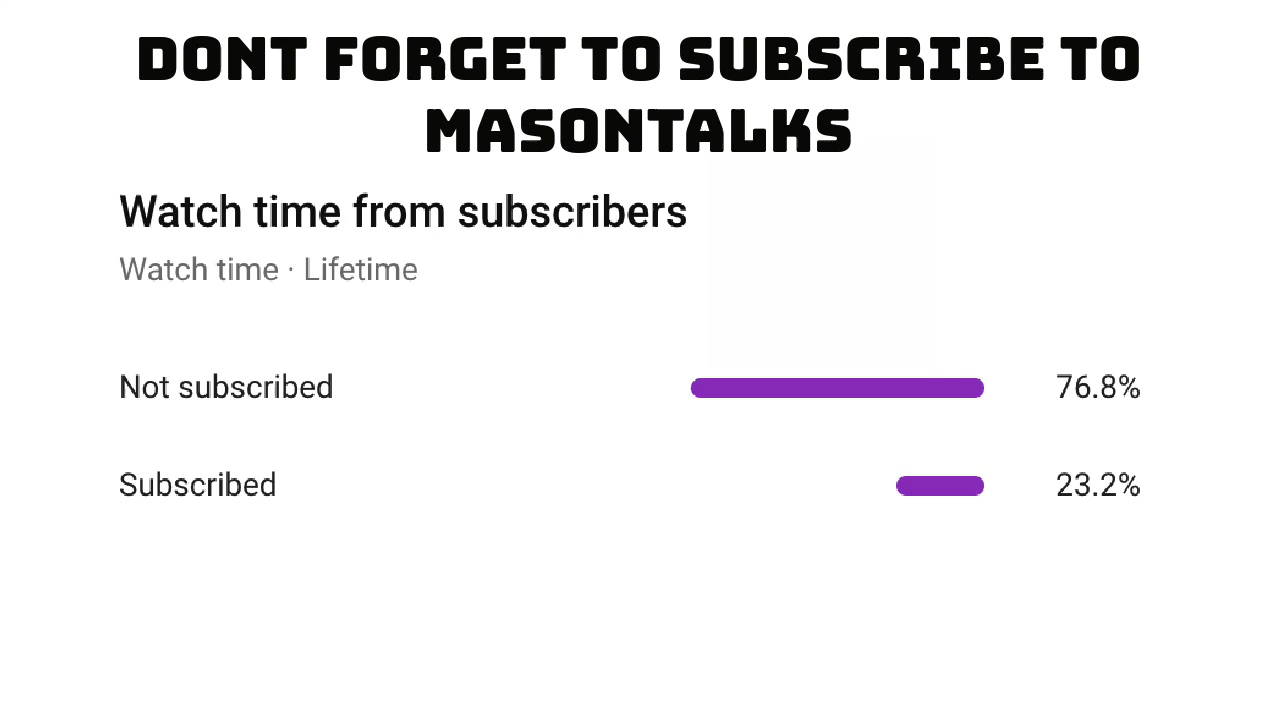 DONT FORGET TO SUBSCRIBE TO
MASONTALKS
Watch time from subscribers
Watch time · Lifetime
Not subscribed 76.8%
Subscribed 23.2%